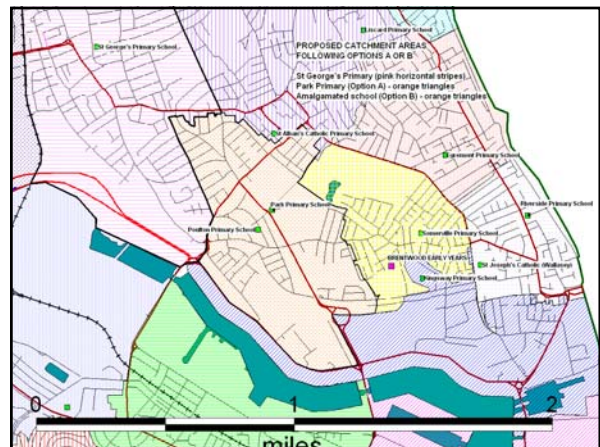 Liscard Primary School
St George's Primary School
PROPOSED CATCHMENT AREAS
FOLLOWING OPTIONS A OR B
St George's Primary (pink horizontal stripes)
Park Primary (Option A) - orange triangles
Amalgamated school (Option B) - orange triangles
St Alban's Catholic Primary School
Egremont Primary School
Park Primary School
Riverside Primary School
Poulton Primary School
Somerville Primary School
BRENTWOOD EARLY YEARS
St Joseph's Catholic (Wallasey)
Kingsway Primary School
0 1 2
miles